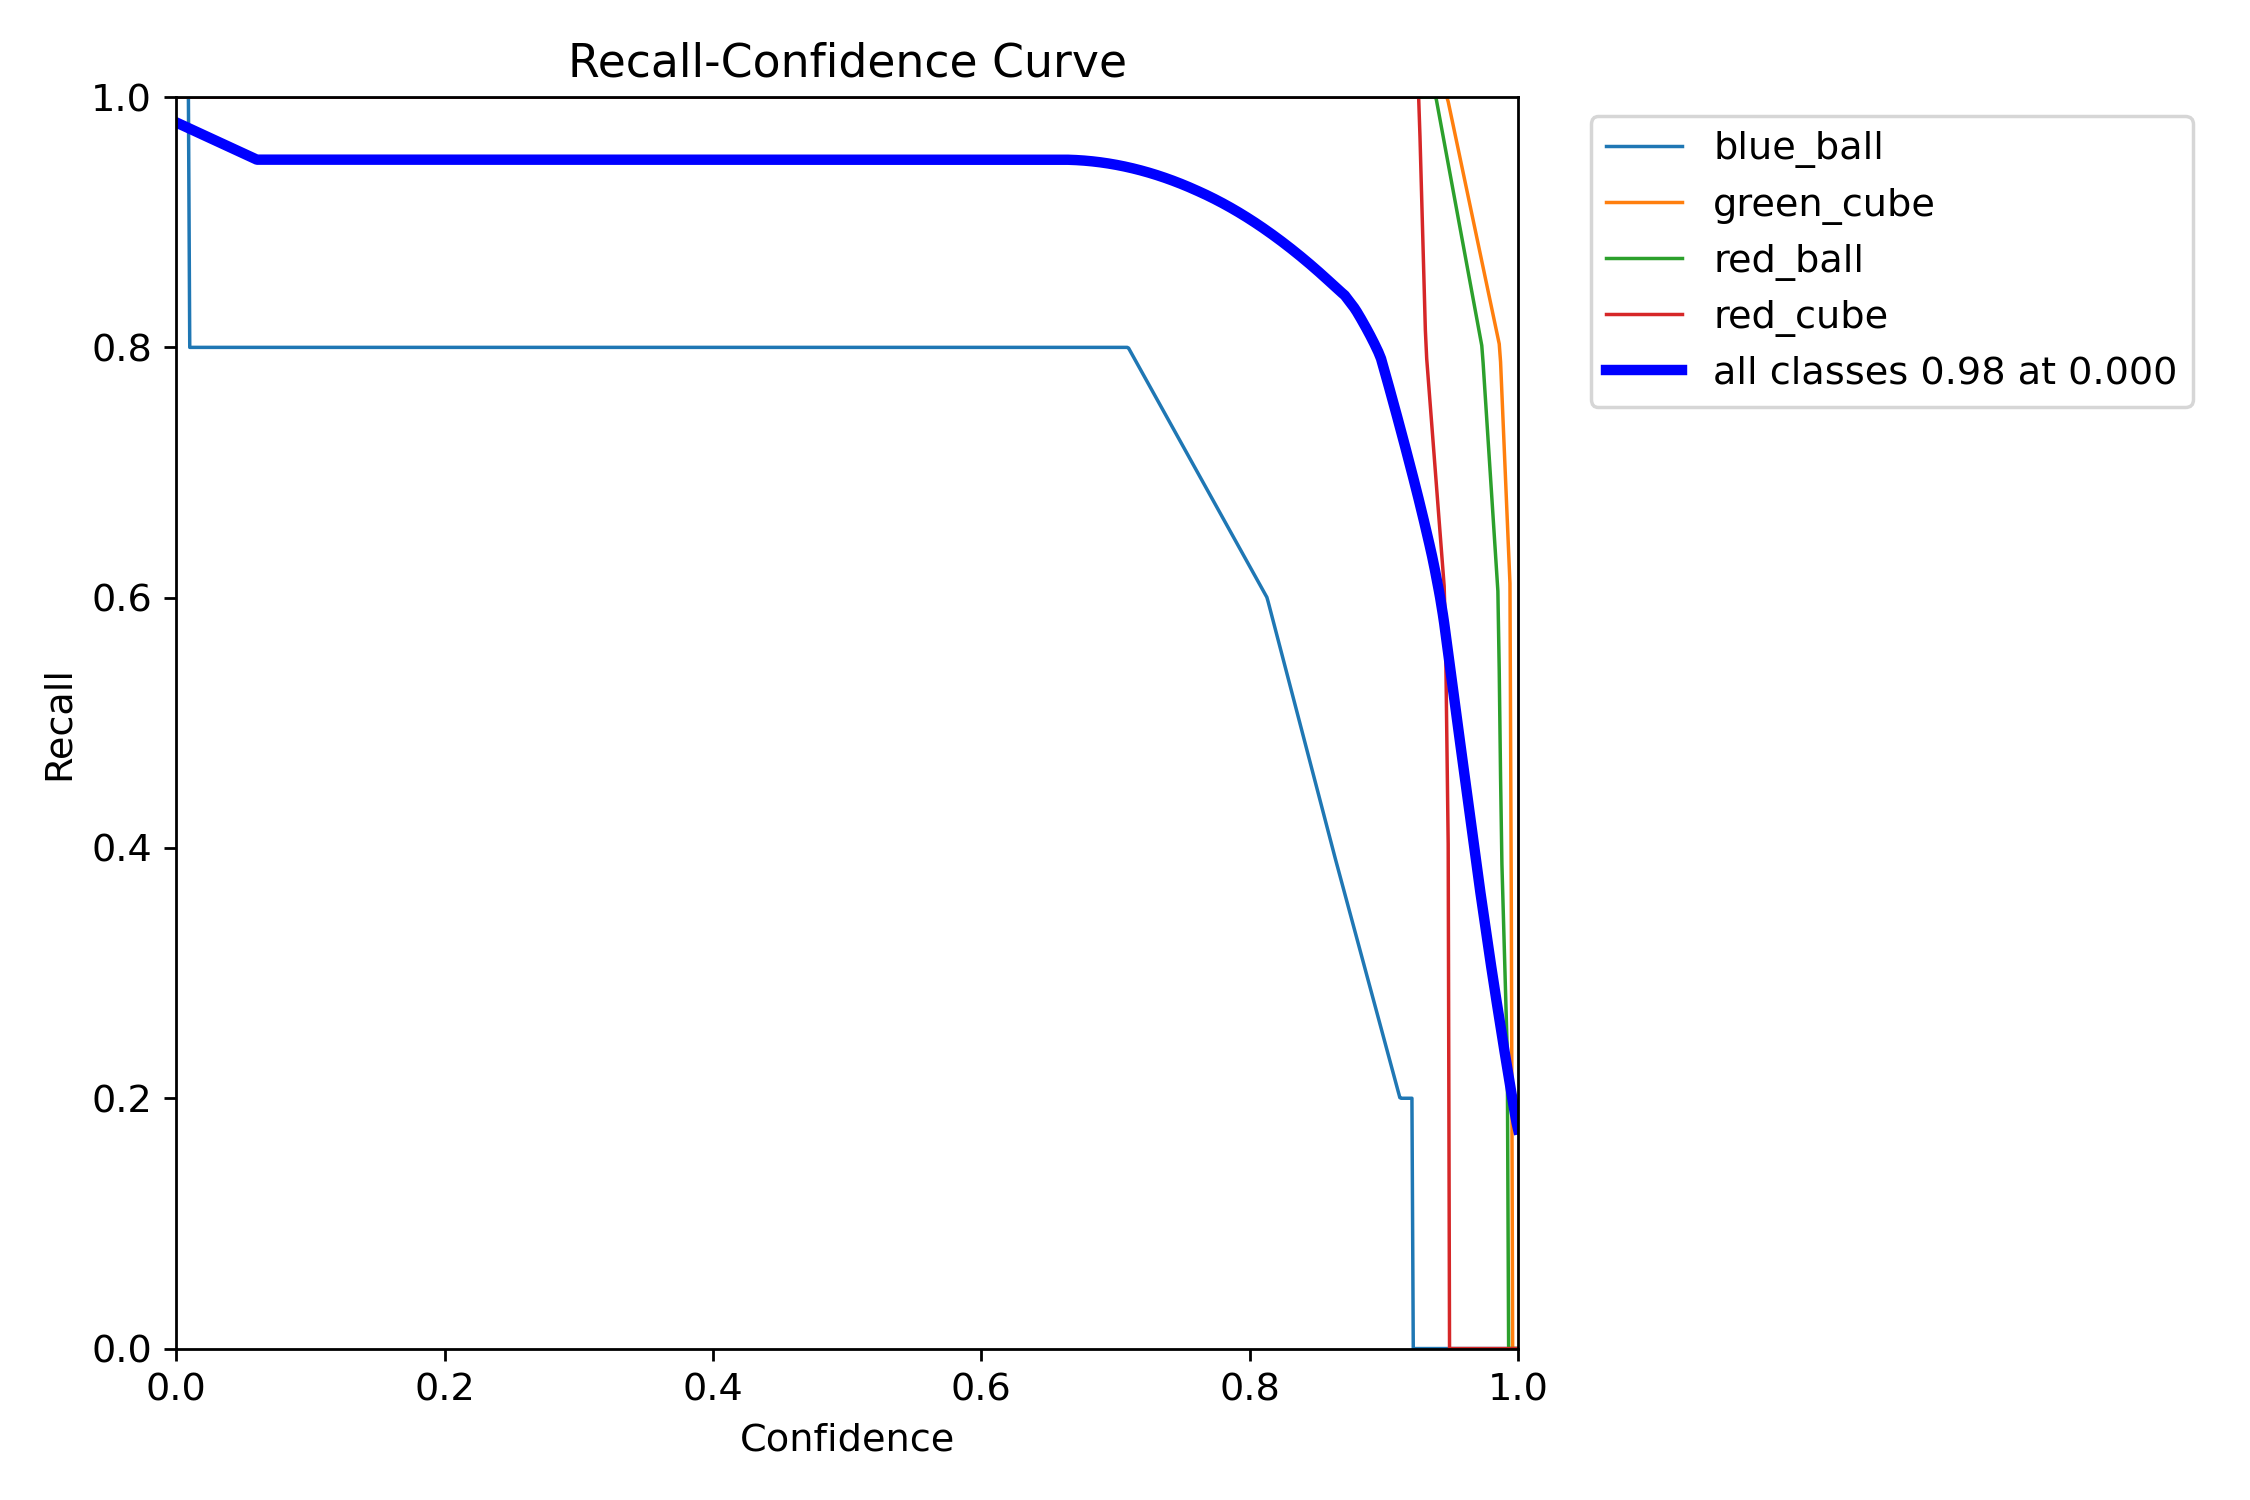 Recall-Confidence Curve
1.0
0.8
0.6
0.4
0.2
0.0
Recall
0.0 0.2 0.4 0.6 0.8 1.0
Confidence
blue_ball
green_cube
red_ball
red_cube
all classes 0.98 at 0.000